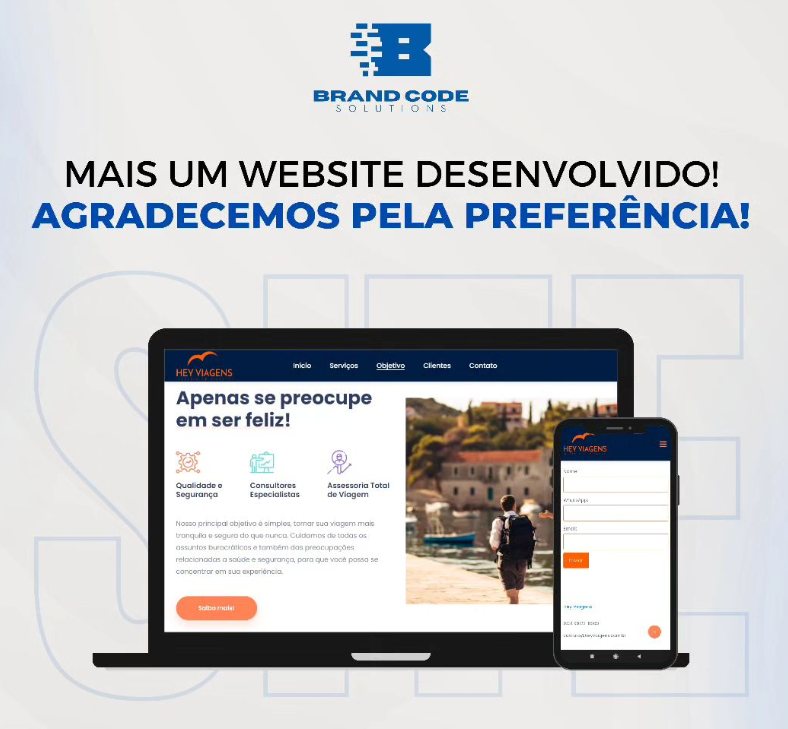 BRAND CODE
SOLUTIONS
MAIS UM WEBSITE DESENVOLVIDO!
AGRADECEMOS PELA PREFERÊNCIA!
SITE
HEY VIAGENS
Início Serviços Objetivo Clientes Contato
Apenas se preocupe
em ser feliz!
Qualidade e
Segurança
Consultores
Especialistas
Assessoria Total
de Viagem
Nosso principal objetivo é simples, tornar sua viagem mais
tranquila e segura do que nunca. Cuidamos de todos os
assuntos burocráticos e também das preocupações
relacionadas a saúde e segurança, para que você possa se
concentrar em sua experiência.
Saiba mais!
HEY VIAGENS
Nome
WhatsApp
Email
Enviar
Hey Viagens